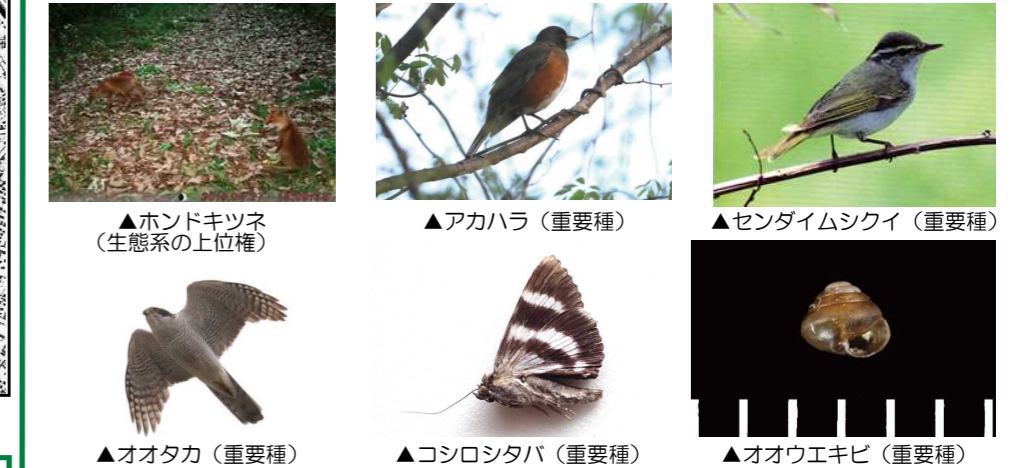 ▲ホンドキツネ
（生態系の上位権）
▲アカハラ（重要種）
▲センダイムシクイ（重要種）
▲オオタカ（重要種）
▲コシロシタバ（重要種）
▲オオウエキビ（重要種）